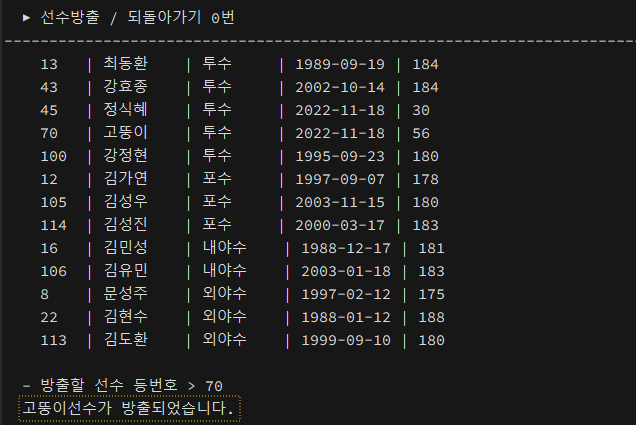 ▶ 선수방출 / 되돌아가기 0번
--------------------------------------------------------------------------------
13 | 최동환 | 투수 | 1989-09-19 | 184
43 | 강효종 | 투수 | 2002-10-14 | 184
45 | 정식혜 | 투수 | 2022-11-18 | 30
70 | 고뚱이 | 투수 | 2022-11-18 | 56
100 | 강정현 | 투수 | 1995-09-23 | 180
12 | 김가연 | 포수 | 1997-09-07 | 178
105 | 김성우 | 포수 | 2003-11-15 | 180
114 | 김성진 | 포수 | 2000-03-17 | 183
16 | 김민성 | 내야수 | 1988-12-17 | 181
106 | 김유민 | 내야수 | 2003-01-18 | 183
8 | 문성주 | 외야수 | 1997-02-12 | 175
22 | 김현수 | 외야수 | 1988-01-12 | 188
113 | 김도환 | 외야수 | 1999-09-10 | 180
- 방출할 선수 등번호 > 70
고뚱이선수가 방출되었습니다.